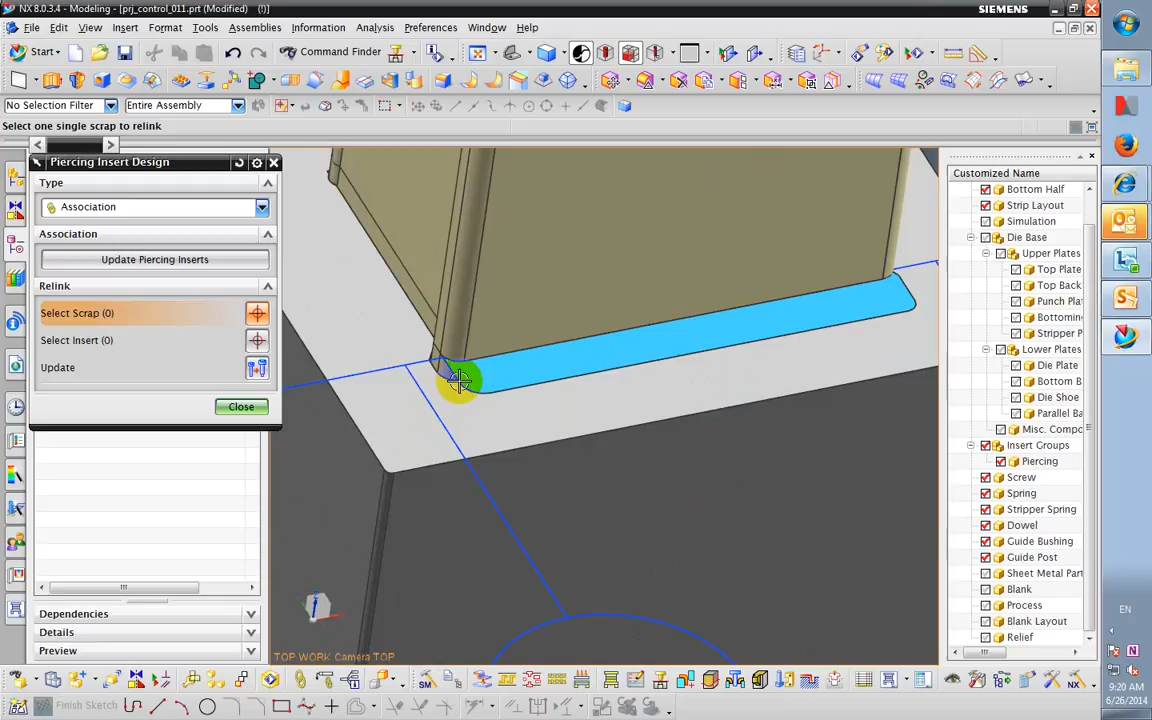 NX 8.0.3.4 - Modeling - [prj_control_011.prt (Modified) (!)]
SIEMENS
File Edit View Insert Format Tools Assemblies Information Analysis Preferences Window Help
Start
Command Finder
No Selection Filter
Entire Assembly
Select one single scrap to relink
Piercing Insert Design
Type
Association
Association
Update Piercing Inserts
Relink
Select Scrap (0)
Select Insert (0)
Update
Close
Dependencies
Details
Preview
TOP WORK Camera TOP
Customized Name
Bottom Half
Strip Layout
Simulation
Die Base
Upper Plates
Top Plate
Top Back
Punch Pla
Bottoming
Stripper P
Lower Plates
Die Plate
Bottom B
Die Shoe
Parallel Ba
Misc. Compo
Insert Groups
Piercing
Screw
Spring
Stripper Spring
Dowel
Guide Bushing
Guide Post
Sheet Metal Part
Blank
Process
Blank Layout
Relief
SM
NX
Finish Sketch
EN
9:20 AM
6/26/2014